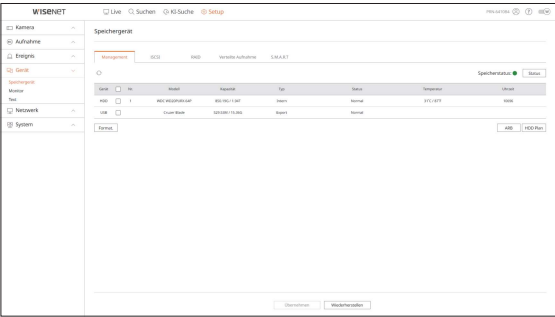 WISENET
Live Suchen KI-Suche Setup
Kamera
Aufnahme
Ereignis
Gerät
Speichergerät
Monitor
Text
Netzwerk
System
Speichergerät
Management iSCSI RAID Verteilte Aufnahme S.M.A.R.T
Speicherstatus Status
Gerät Nr. Modell Kapazität Typ Status Temperatur Uhrzeit
HDD 1 Intern Normal
USB Cruzer Blade Export Normal
Format. ARB HDD Plan
Übernehmen Wiederherstellen